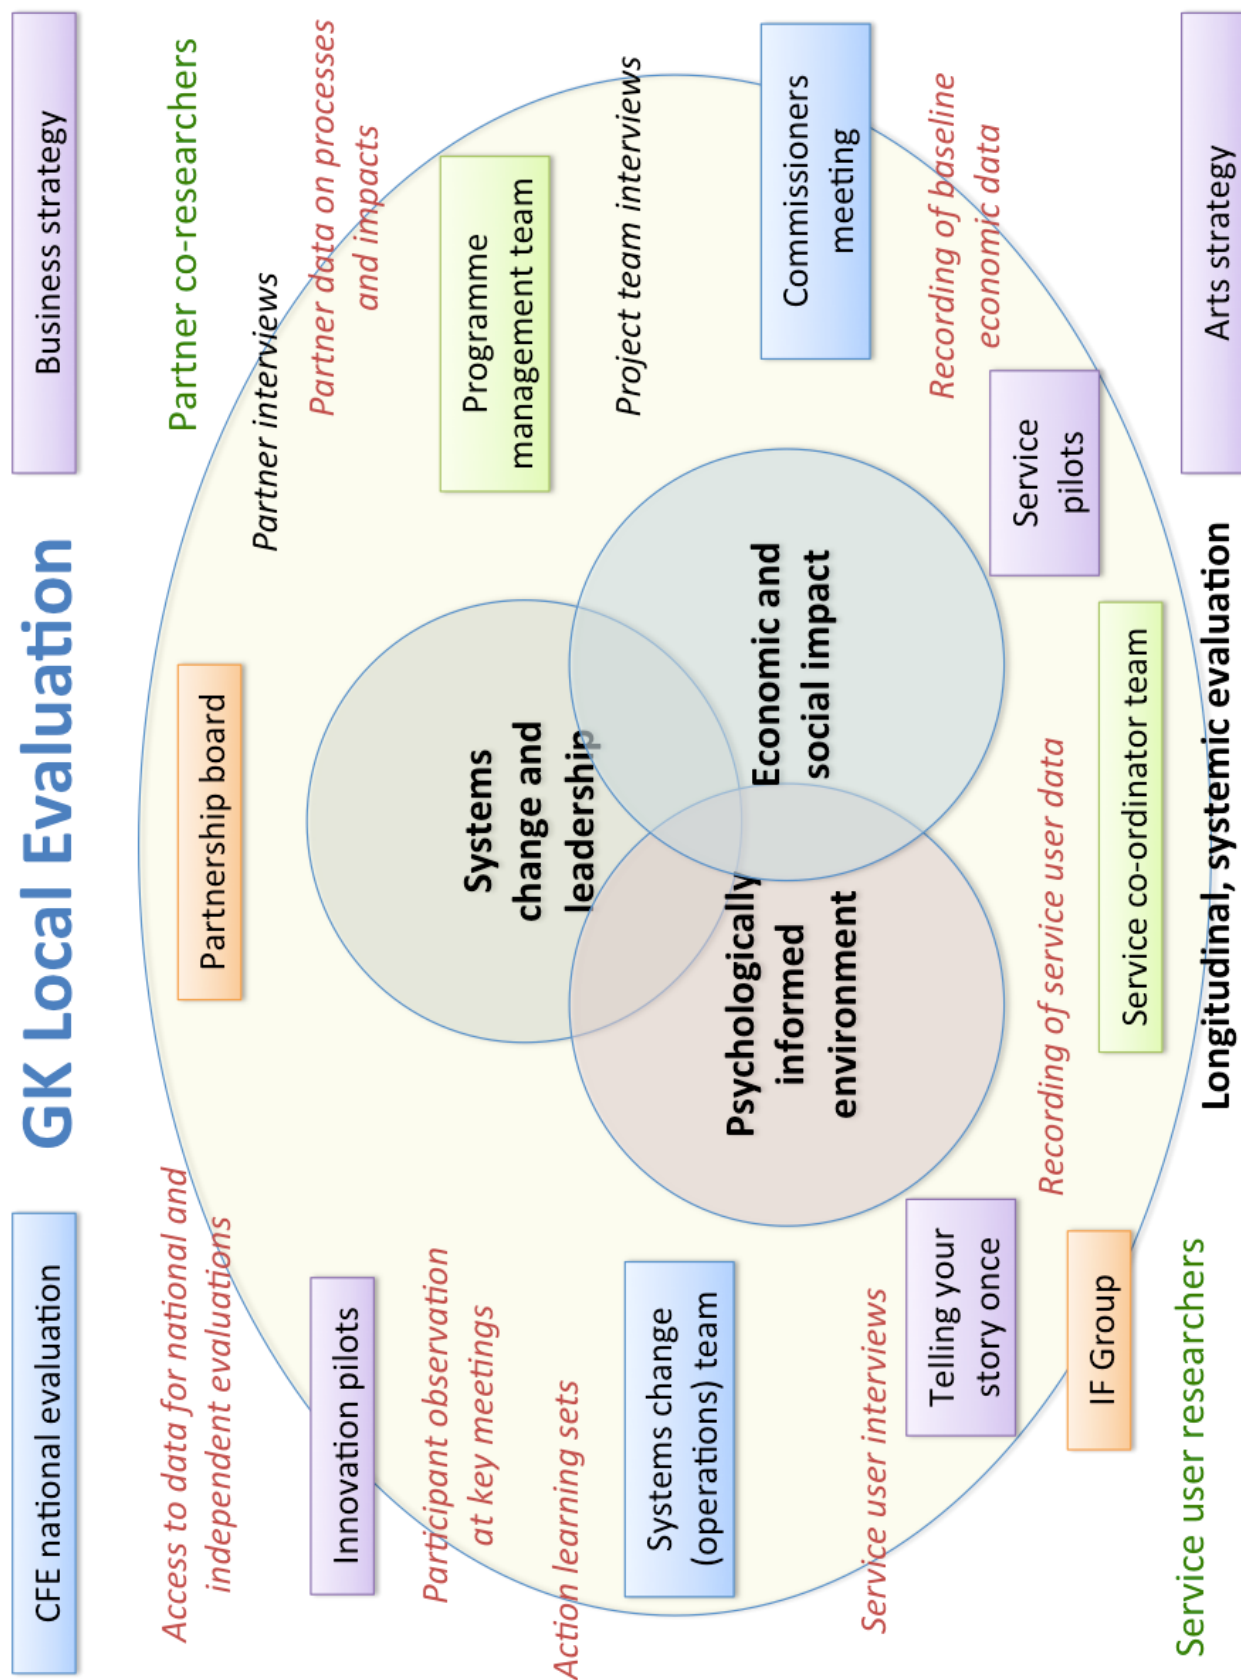 CFE national evaluation
GK Local Evaluation
Business strategy
Access to data for national and
independent evaluations
Partnership board
Partner co-researchers
Partner interviews
Partner data on processes
and impacts
Innovation pilots
Participant observation
at key meetings
Programme
management team
Systems
change and
leadership
Action learning sets
Project team interviews
Systems change
(operations) team
Psychologically
informed
environment
Economic and
social impact
Commissioners
meeting
Service user interviews
Recording of baseline
economic data
Telling your
story once
Service
pilots
Recording of service user data
IF Group
Service co-ordinator team
Service user researchers
Longitudinal, systemic evaluation
Arts strategy